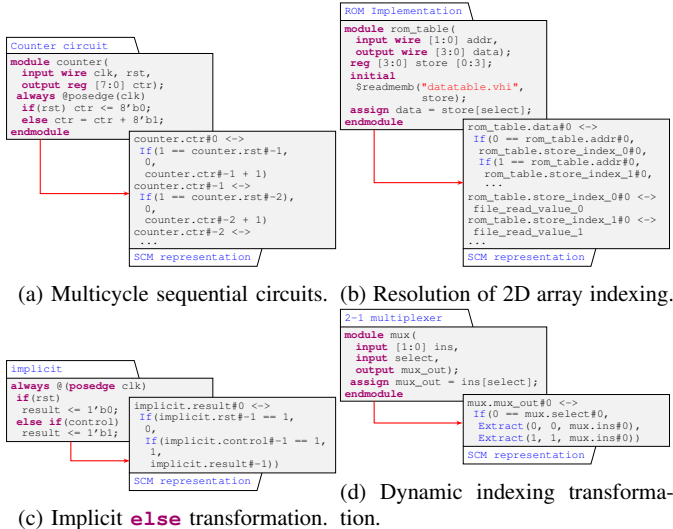 Counter circuit
module counter(
input wire clk, rst,
output reg [7:0] ctr);
always @posedge(clk)
if(rst) ctr <= 8'b0;
else ctr = ctr + 8'b1;
endmodule
counter.ctr#0 <->
If(1 == counter.rst#-1,
0,
counter.ctr#-1 + 1)
counter.ctr#-1 <->
If(1 == counter.rst#-2),
0,
counter.ctr#-2 + 1)
counter.ctr#-2 <->
...
SCM representation
(a) Multicycle sequential circuits.
ROM Implementation
module rom_table(
input wire [1:0] addr,
output wire [3:0] data);
reg [3:0] store [0:3];
initial
$readmemb("datatable.vhi",
store);
assign data = store[select];
endmodule
rom_table.data#0 <->
If(0 == rom_table.addr#0,
rom_table.store_index_0#0,
If(1 == rom_table.addr#0,
rom_table.store_index_1#0,
...
rom_table.store_index_0#0 <->
file_read_value_0
rom_table.store_index_1#0 <->
file_read_value_1
...
SCM representation
(b) Resolution of 2D array indexing.
implicit
always @(posedge clk)
if(rst)
result <= 1'b0;
else if(control)
result <= 1'b1;
implicit.result#0 <->
If(implicit.rst#-1 == 1,
0,
If(implicit.control#-1 == 1,
1,
implicit.result#-1))
SCM representation
(c) Implicit else transformation.
2-1 multiplexer
module mux(
input [1:0] ins,
input select,
output mux_out);
assign mux_out = ins[select];
endmodule
mux.mux_out#0 <->
If(0 == mux.select#0,
Extract(0, 0, mux.ins#0),
Extract(1, 1, mux.ins#0))
SCM representation
(d) Dynamic indexing transforma-
tion.